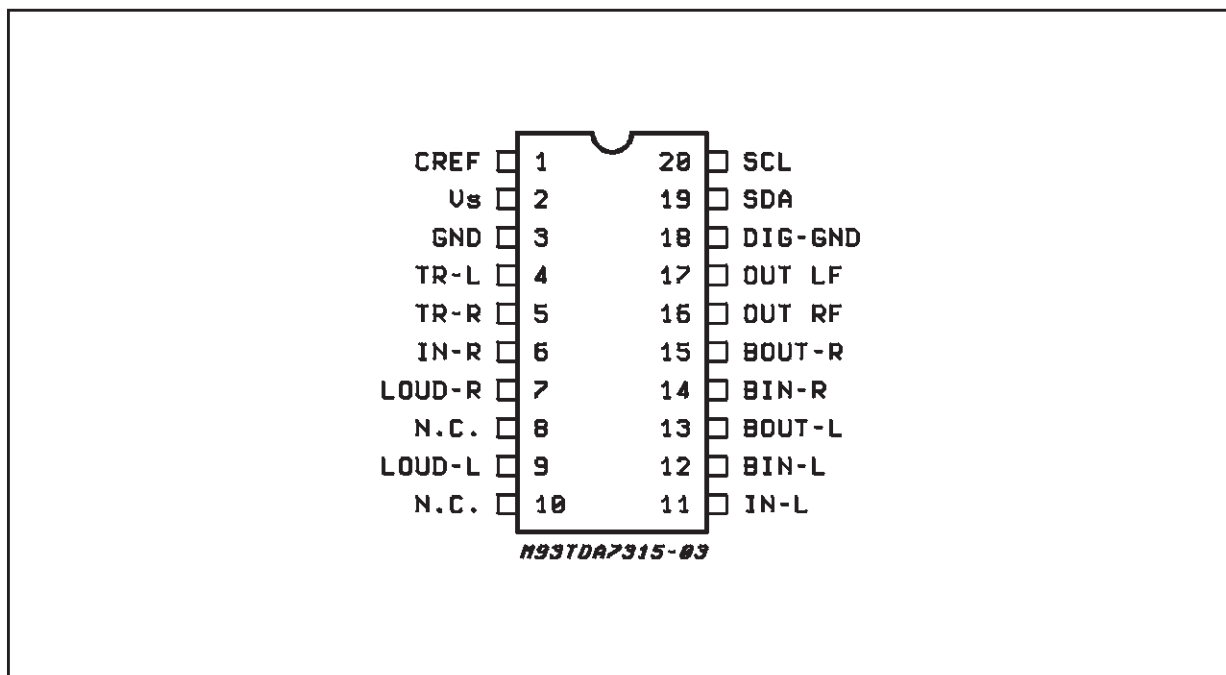 CREF 1 20 SCL
Vs 2 19 SDA
GND 3 18 DIG-GND
TR-L 4 17 OUT LF
TR-R 5 16 OUT RF
IN-R 6 15 BOUT-R
LOUD-R 7 14 BIN-R
N.C. 8 13 BOUT-L
LOUD-L 9 12 BIN-L
N.C. 10 11 IN-L
M93TDA7315-03